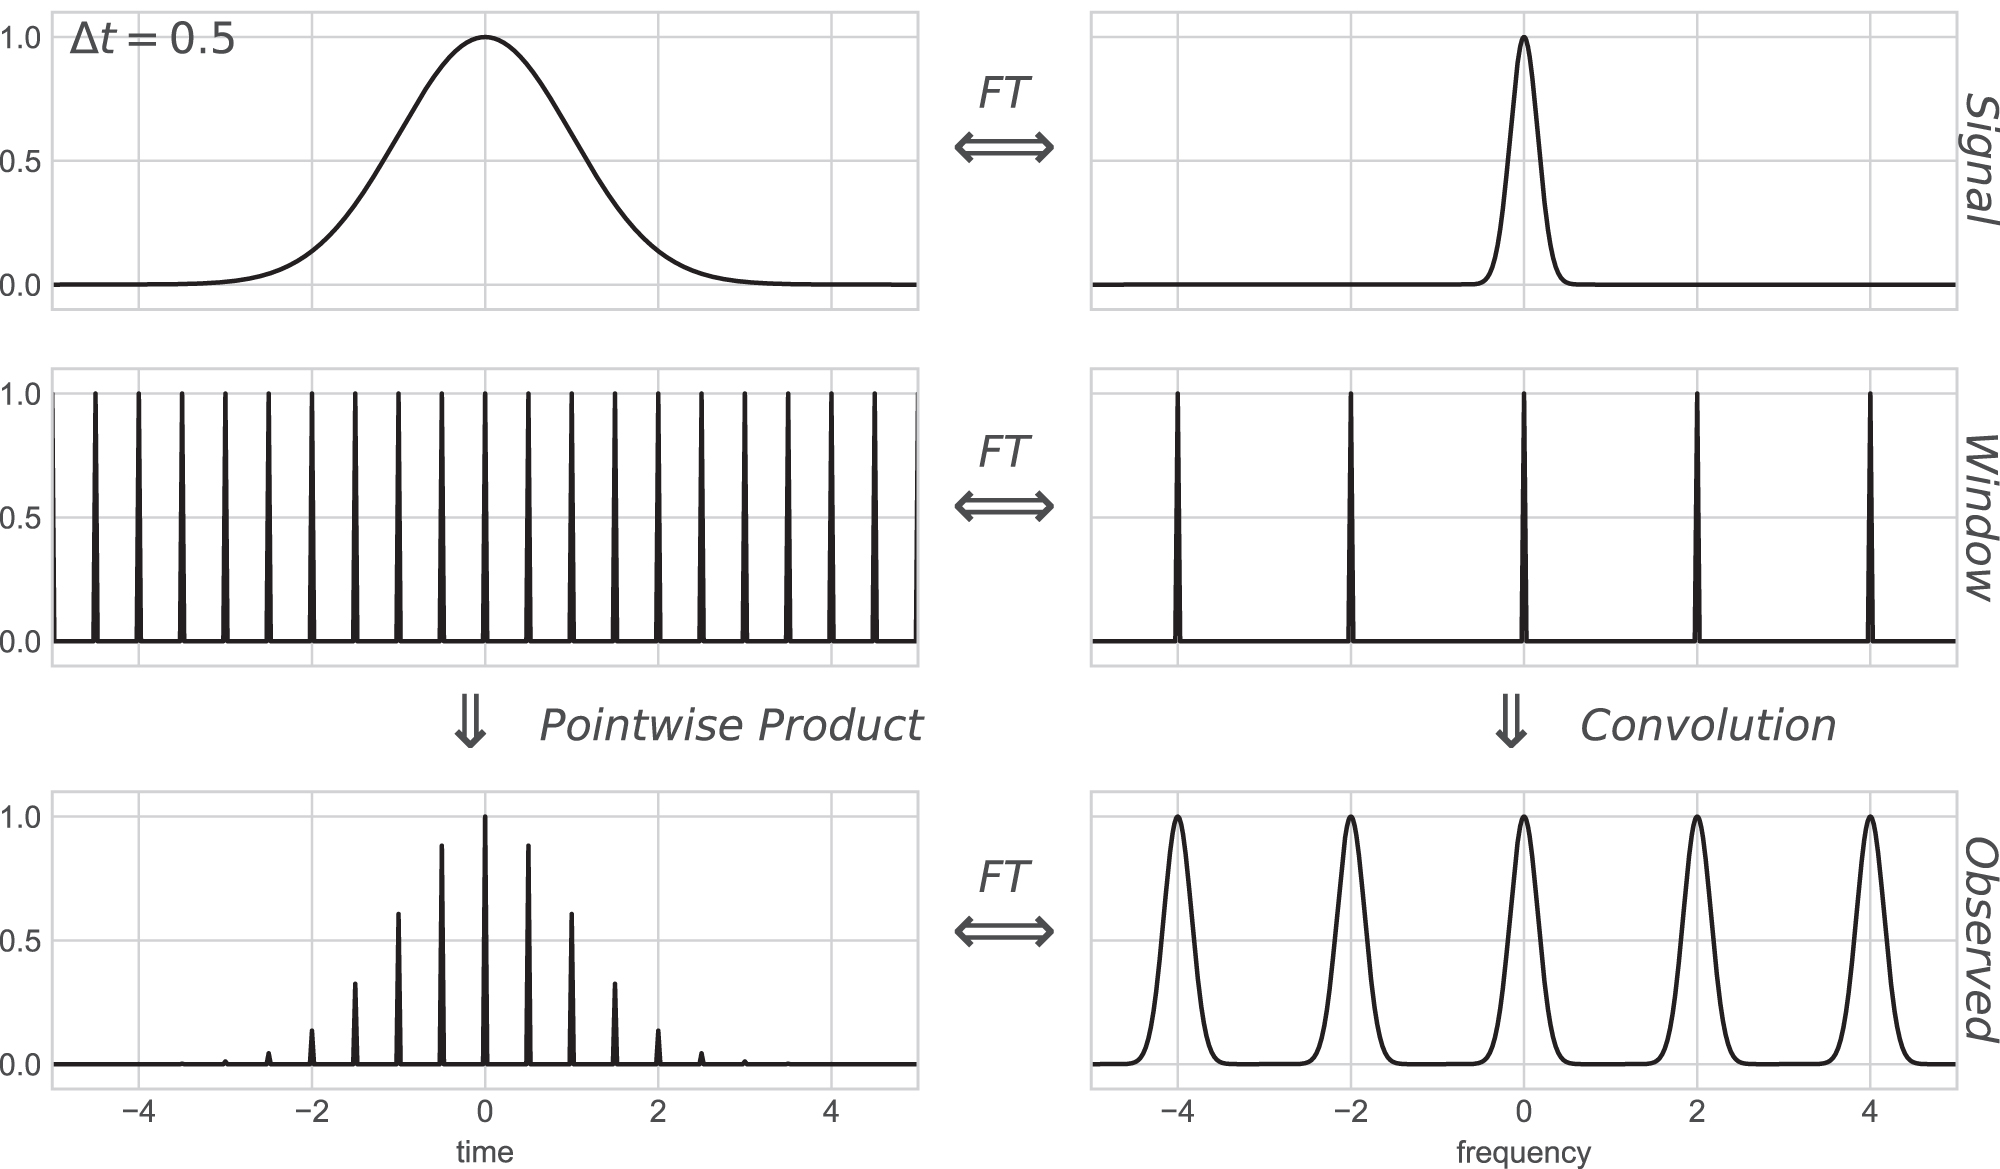 Δt = 0.5
1.0
0.5
0.0
FT
⟺
Signal
1.0
0.5
0.0
FT
⟺
Window
⇓ Pointwise Product
⇓ Convolution
1.0
0.5
0.0
FT
⟺
Observed
−4 −2 0 2 4
time
−4 −2 0 2 4
frequency